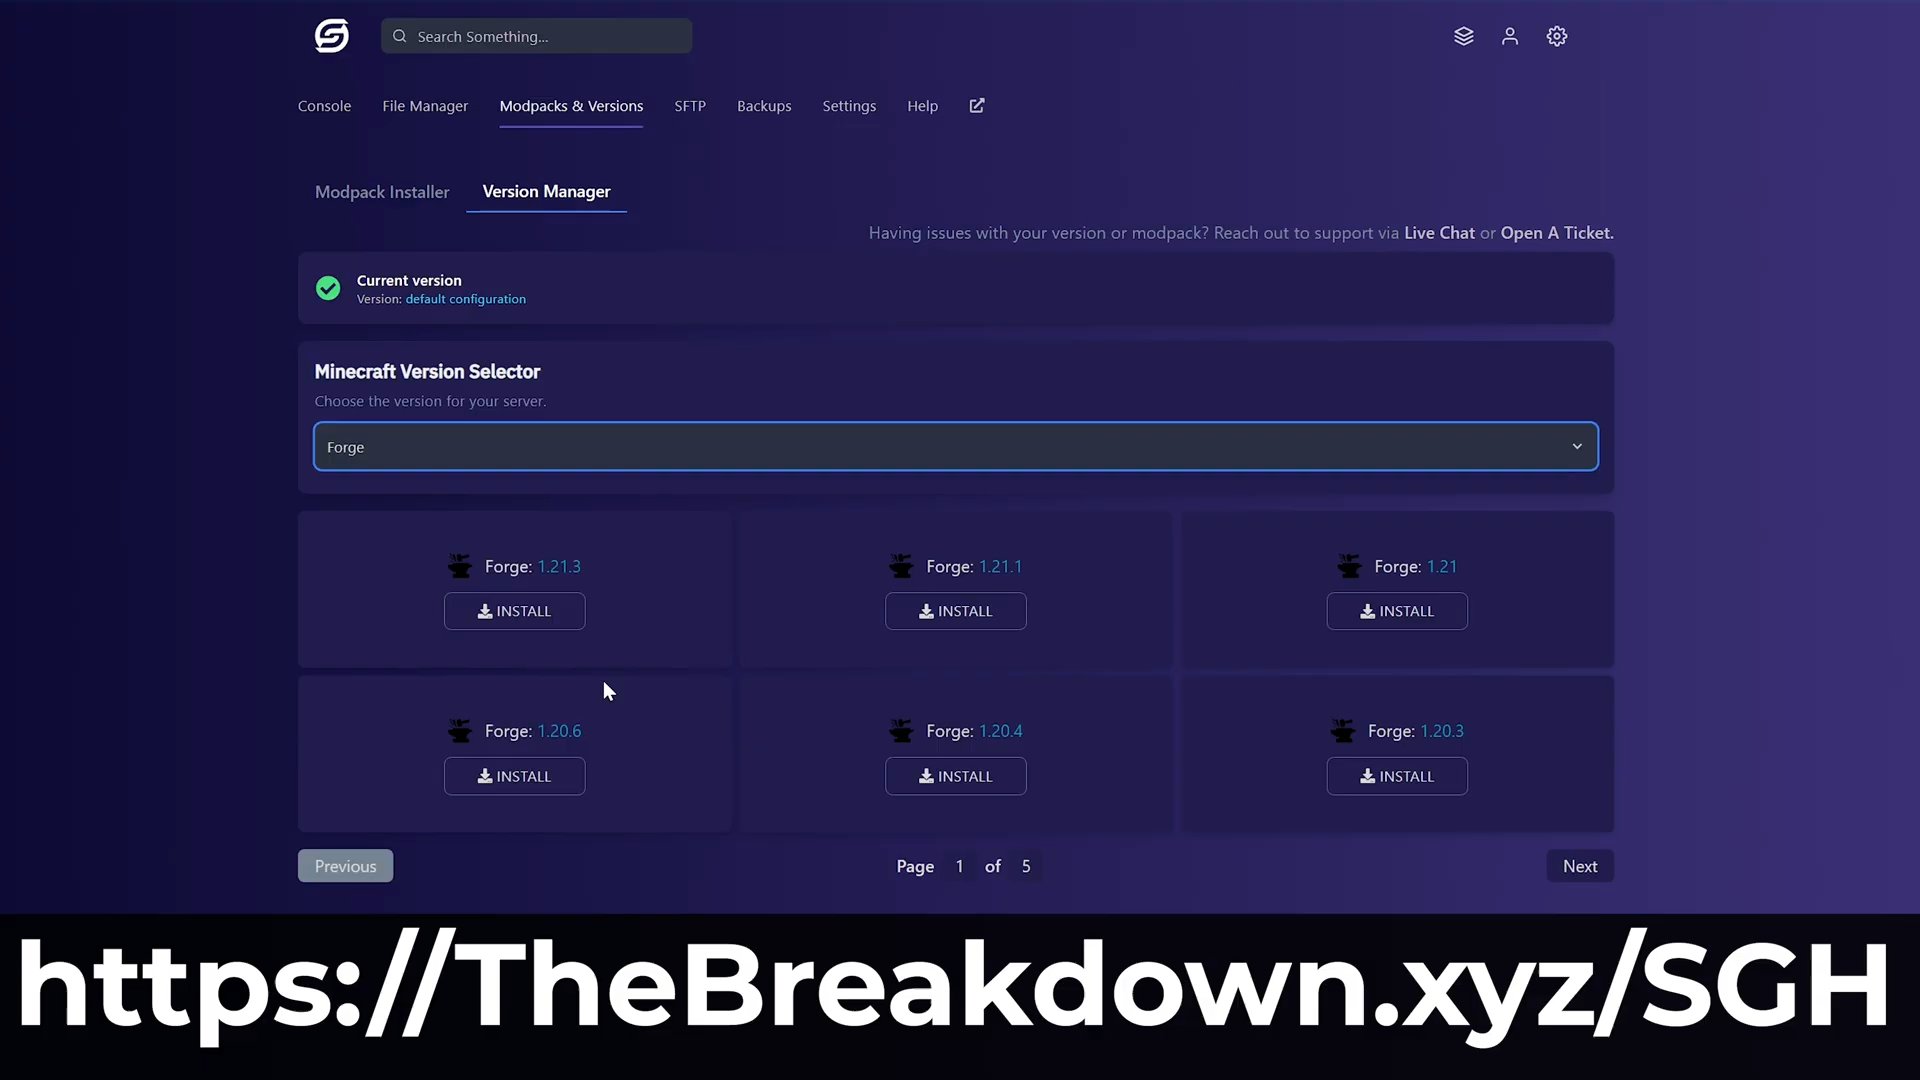 Search Something...
Console File Manager Modpacks & Versions SFTP Backups Settings Help
Modpack Installer Version Manager
Having issues with your version or modpack? Reach out to support via Live Chat or Open A Ticket.
Current version
Version: default configuration
Minecraft Version Selector
Choose the version for your server.
Forge
Forge: 1.21.3 Forge: 1.21.1 Forge: 1.21
INSTALL INSTALL INSTALL
Forge: 1.20.6 Forge: 1.20.4 Forge: 1.20.3
INSTALL INSTALL INSTALL
Previous Page 1 of 5 Next
https://TheBreakdown.xyz/SGH